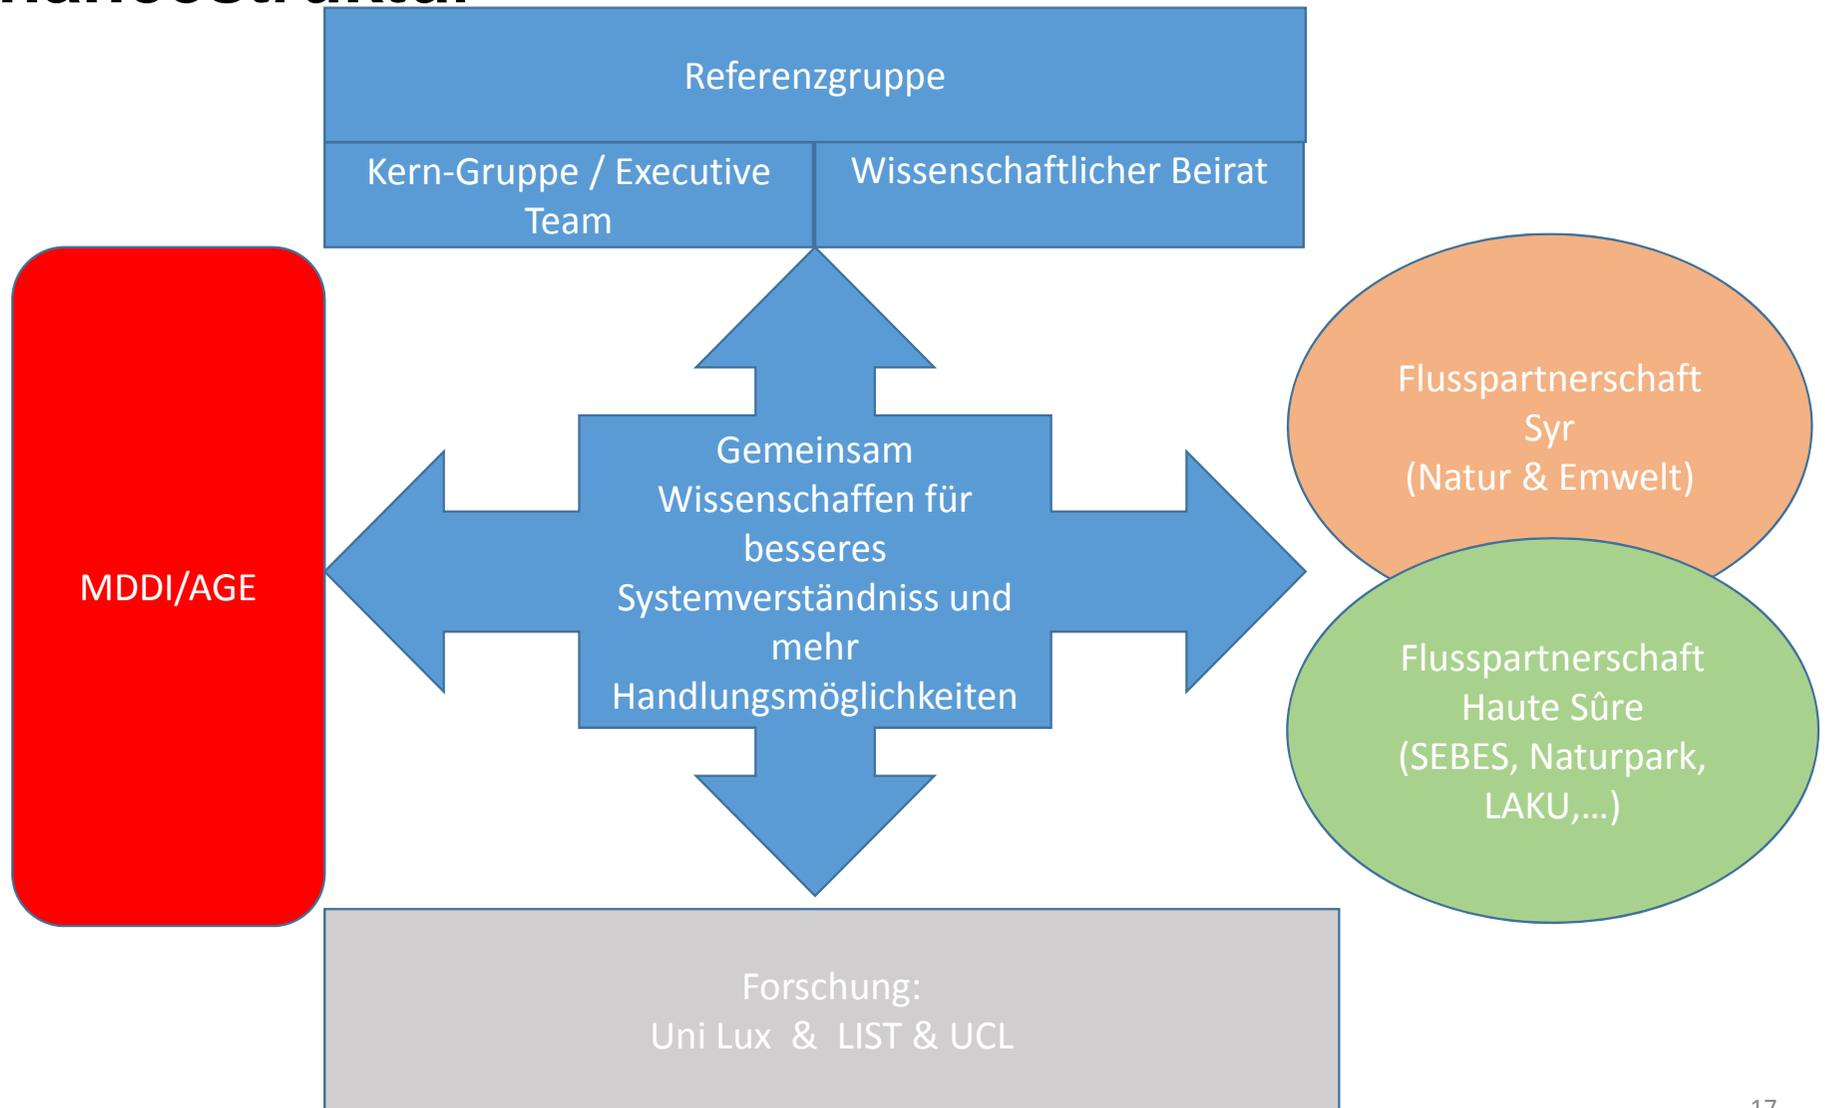 Referenzgruppe
Kern-Gruppe / Executive
Team
Wissenschaftlicher Beirat
MDDI/AGE
Gemeinsam
Wissenschaffen für
besseres
Systemverständniss und
mehr
Handlungsmöglichkeiten
Flusspartnerschaft
Syr
(Natur & Emwelt)
Flusspartnerschaft
Haute Sûre
(SEBES, Naturpark,
LAKU,...)
Forschung:
Uni Lux & LIST & UCL
17